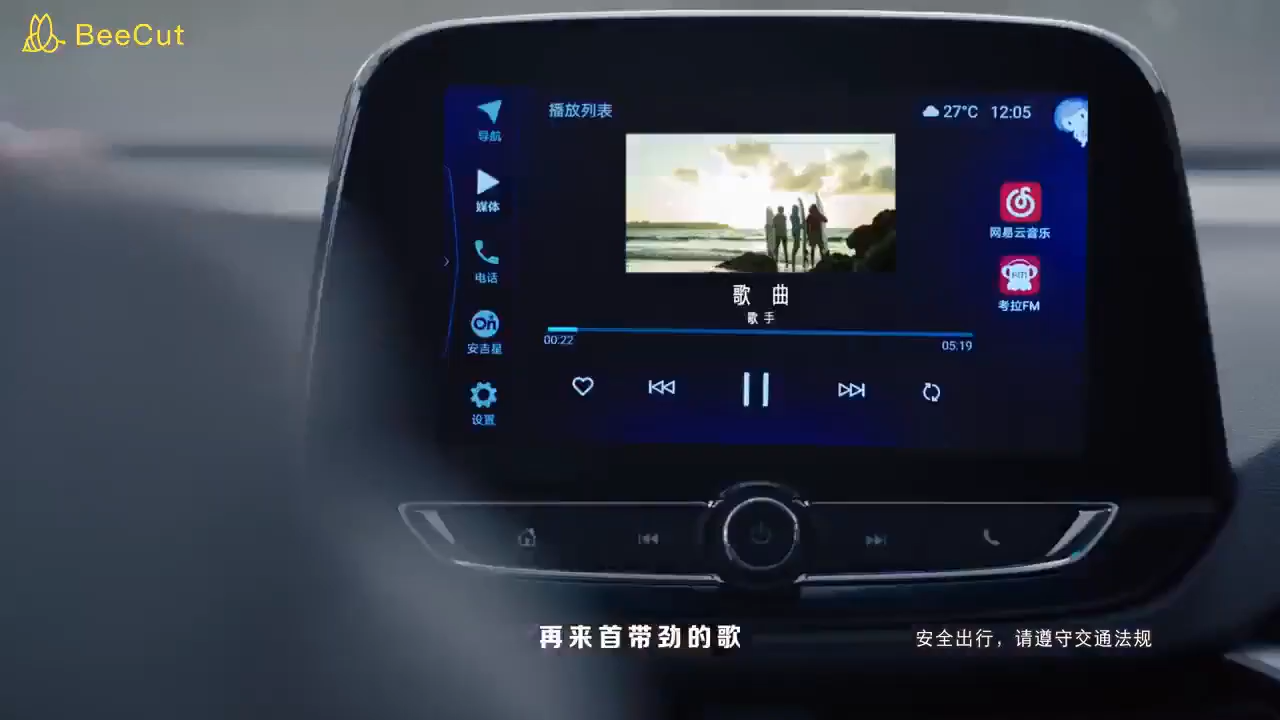 BeeCut
播放列表
27°C 12:05
导航
媒体
电话
On
安吉星
设置
网易云音乐
考拉FM
歌曲
歌手
00:22
05:19
再来首带劲的歌
安全出行，请遵守交通法规